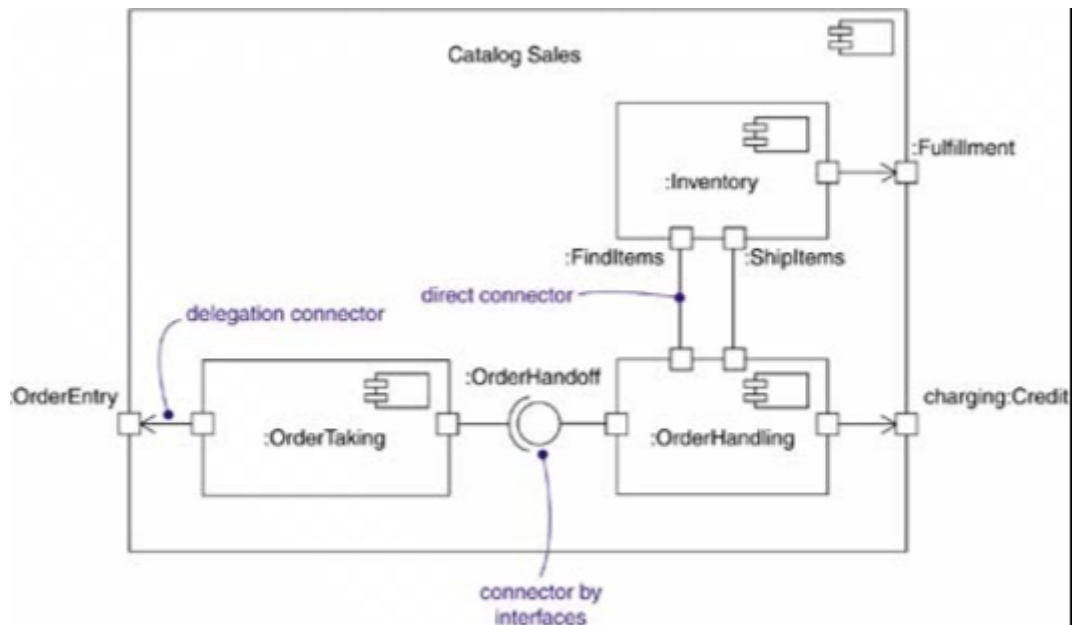 Catalog Sales
:Fulfillment
:Inventory
:FindItems
:ShipItems
direct connector
delegation connector
:OrderEntry
:OrderHandoff
charging:Credit
:OrderTaking
:OrderHandling
connector by
interfaces